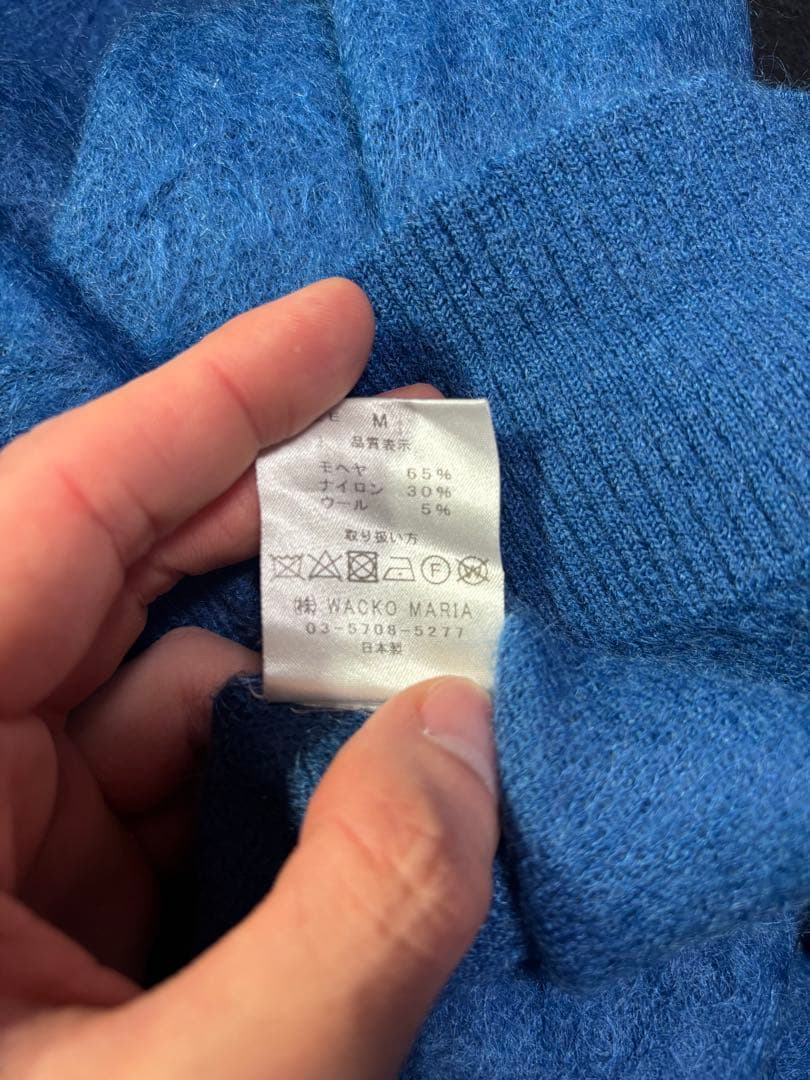 E M
品質表示
モヘヤ 65%
ナイロン 30%
ウール 5%
取り扱い方
F W
(株) WACKO MARIA
03-5708-5277
日本製